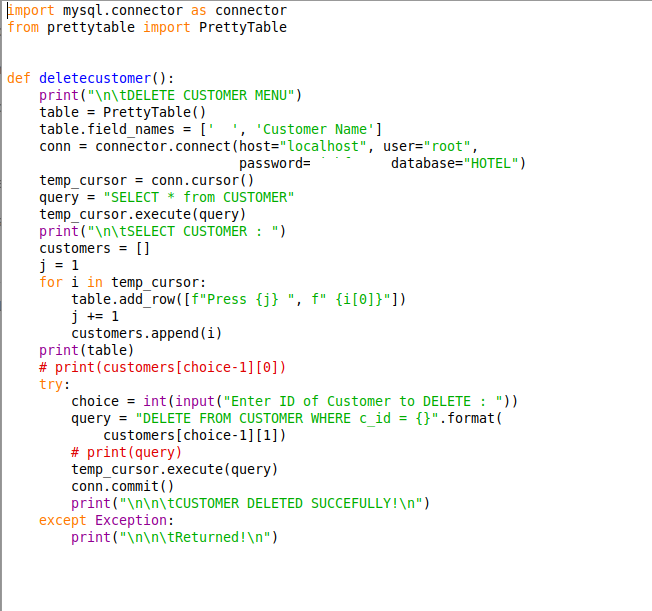 import mysql.connector as connector
from prettytable import PrettyTable
def deletecustomer():
    print("\n\tDELETE CUSTOMER MENU")
    table = PrettyTable()
    table.field_names = ['  ', 'Customer Name']
    conn = connector.connect(host="localhost", user="root",
                             password=          database="HOTEL")
    temp_cursor = conn.cursor()
    query = "SELECT * from CUSTOMER"
    temp_cursor.execute(query)
    print("\n\tSELECT CUSTOMER : ")
    customers = []
    j = 1
    for i in temp_cursor:
        table.add_row([f"Press {j} ", f" {i[0]}"])
        j += 1
        customers.append(i)
    print(table)
    # print(customers[choice-1][0])
    try:
        choice = int(input("Enter ID of Customer to DELETE : "))
        query = "DELETE FROM CUSTOMER WHERE c_id = {}".format(
            customers[choice-1][1])
        # print(query)
        temp_cursor.execute(query)
        conn.commit()
        print("\n\n\tCUSTOMER DELETED SUCCEFULLY!\n")
    except Exception:
        print("\n\n\tReturned!\n")